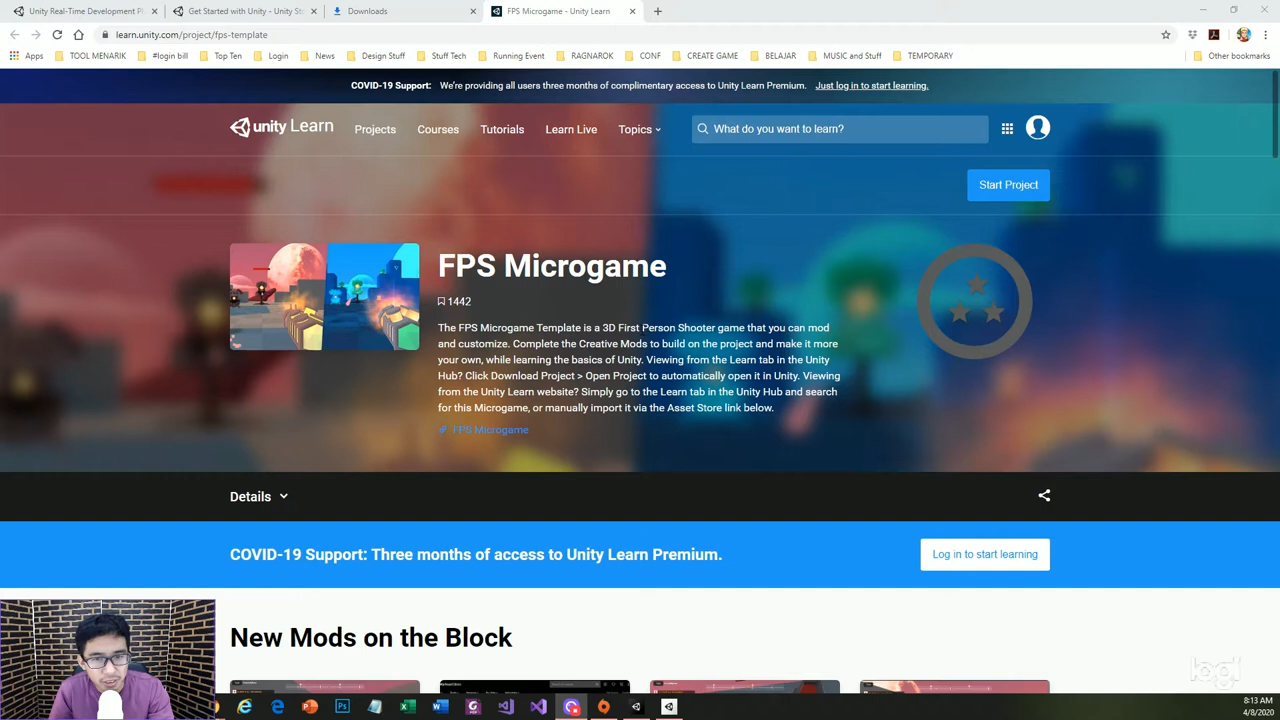 Unity Real-Time Development Pl
Get Started with Unity - Unity Sto
Downloads
FPS Microgame - Unity Learn
learn.unity.com/project/fps-template
Apps
TOOL MENARIK
#login bill
Top Ten
Login
News
Design Stuff
Stuff Tech
Running Event
RAGNAROK
CONF
CREATE GAME
BELAJAR
MUSIC and Stuff
TEMPORARY
Other bookmarks
COVID-19 Support: We're providing all users three months of complimentary access to Unity Learn Premium. Just log in to start learning.
unity Learn
Projects
Courses
Tutorials
Learn Live
Topics
What do you want to learn?
Start Project
FPS Microgame
1442
The FPS Microgame Template is a 3D First Person Shooter game that you can mod
and customize. Complete the Creative Mods to build on the project and make it more
your own, while learning the basics of Unity. Viewing from the Learn tab in the Unity
Hub? Click Download Project > Open Project to automatically open it in Unity. Viewing
from the Unity Learn website? Simply go to the Learn tab in the Unity Hub and search
for this Microgame, or manually import it via the Asset Store link below.
FPS Microgame
Details
COVID-19 Support: Three months of access to Unity Learn Premium.
Log in to start learning
New Mods on the Block
logi
8:13 AM
4/8/2020